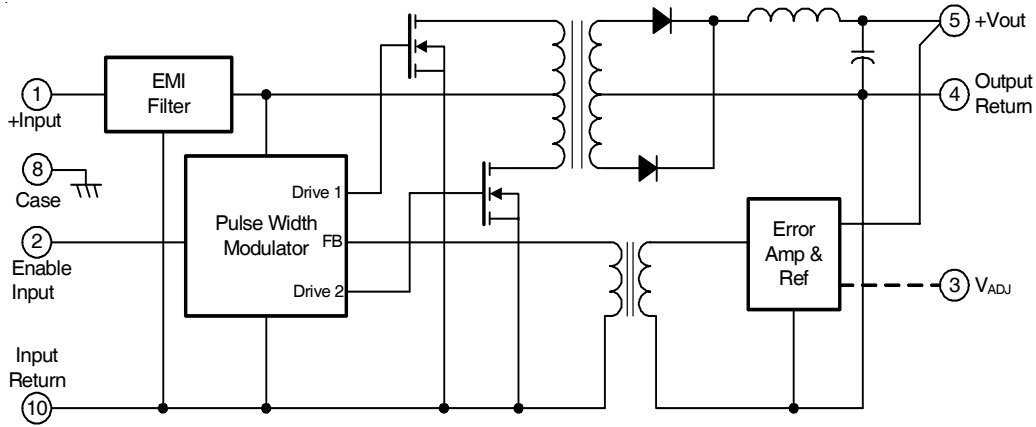 1
+Input
EMI
Filter
8
Case
2
Enable
Input
Input
Return
10
Pulse Width
Modulator
Drive 1
FB
Drive 2
5
+Vout
4
Output
Return
Error
Amp &
Ref
3
VADJ